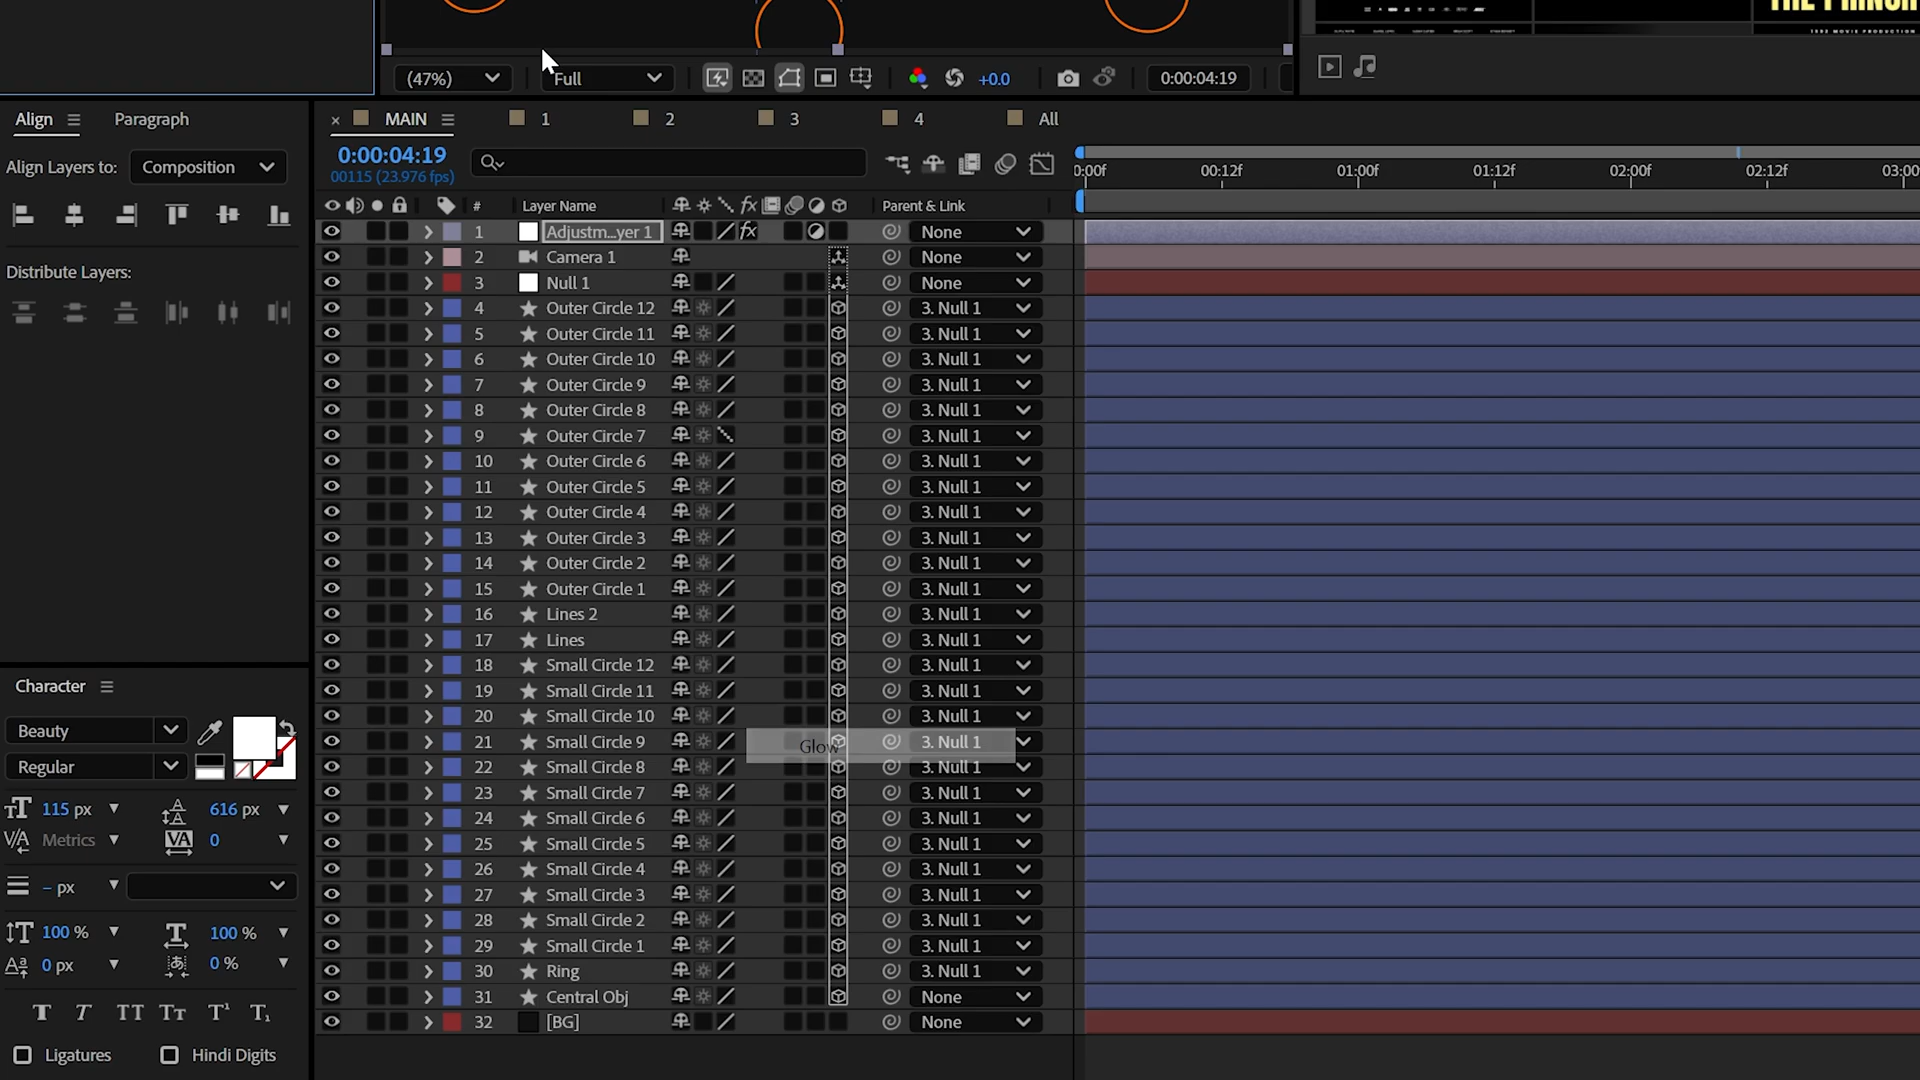 (47%) Full +0.0 0:00:04:19
1993 MOVIE PRODUCTION
Align Paragraph
× MAIN 1 2 3 4 All
Align Layers to: Composition
0:00:04:19
00115 (23.976 fps)
0:00f 00:12f 01:00f 01:12f 02:00f 02:12f 03:00
# Layer Name fx Parent & Link
Distribute Layers:
1 Adjustm...yer 1 fx None
2 Camera 1 None
3 Null 1 None
4 Outer Circle 12 3. Null 1
5 Outer Circle 11 3. Null 1
6 Outer Circle 10 3. Null 1
7 Outer Circle 9 3. Null 1
8 Outer Circle 8 3. Null 1
9 Outer Circle 7 3. Null 1
10 Outer Circle 6 3. Null 1
11 Outer Circle 5 3. Null 1
12 Outer Circle 4 3. Null 1
13 Outer Circle 3 3. Null 1
14 Outer Circle 2 3. Null 1
15 Outer Circle 1 3. Null 1
16 Lines 2 3. Null 1
17 Lines 3. Null 1
18 Small Circle 12 3. Null 1
19 Small Circle 11 3. Null 1
20 Small Circle 10 3. Null 1
21 Small Circle 9 Glow 3. Null 1
22 Small Circle 8 3. Null 1
23 Small Circle 7 3. Null 1
24 Small Circle 6 3. Null 1
25 Small Circle 5 3. Null 1
26 Small Circle 4 3. Null 1
27 Small Circle 3 3. Null 1
28 Small Circle 2 3. Null 1
29 Small Circle 1 3. Null 1
30 Ring 3. Null 1
31 Central Obj None
32 [BG] None
Character
Beauty
Regular
115 px 616 px
Metrics 0
– px
100 % 100 %
0 px 0 %
T T TT Tт T¹ T₁
Ligatures Hindi Digits